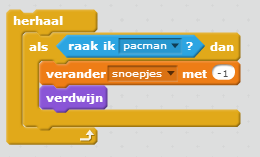 herhaal
als raak ik pacman ? dan
verander snoepjes met -1
verdwijn